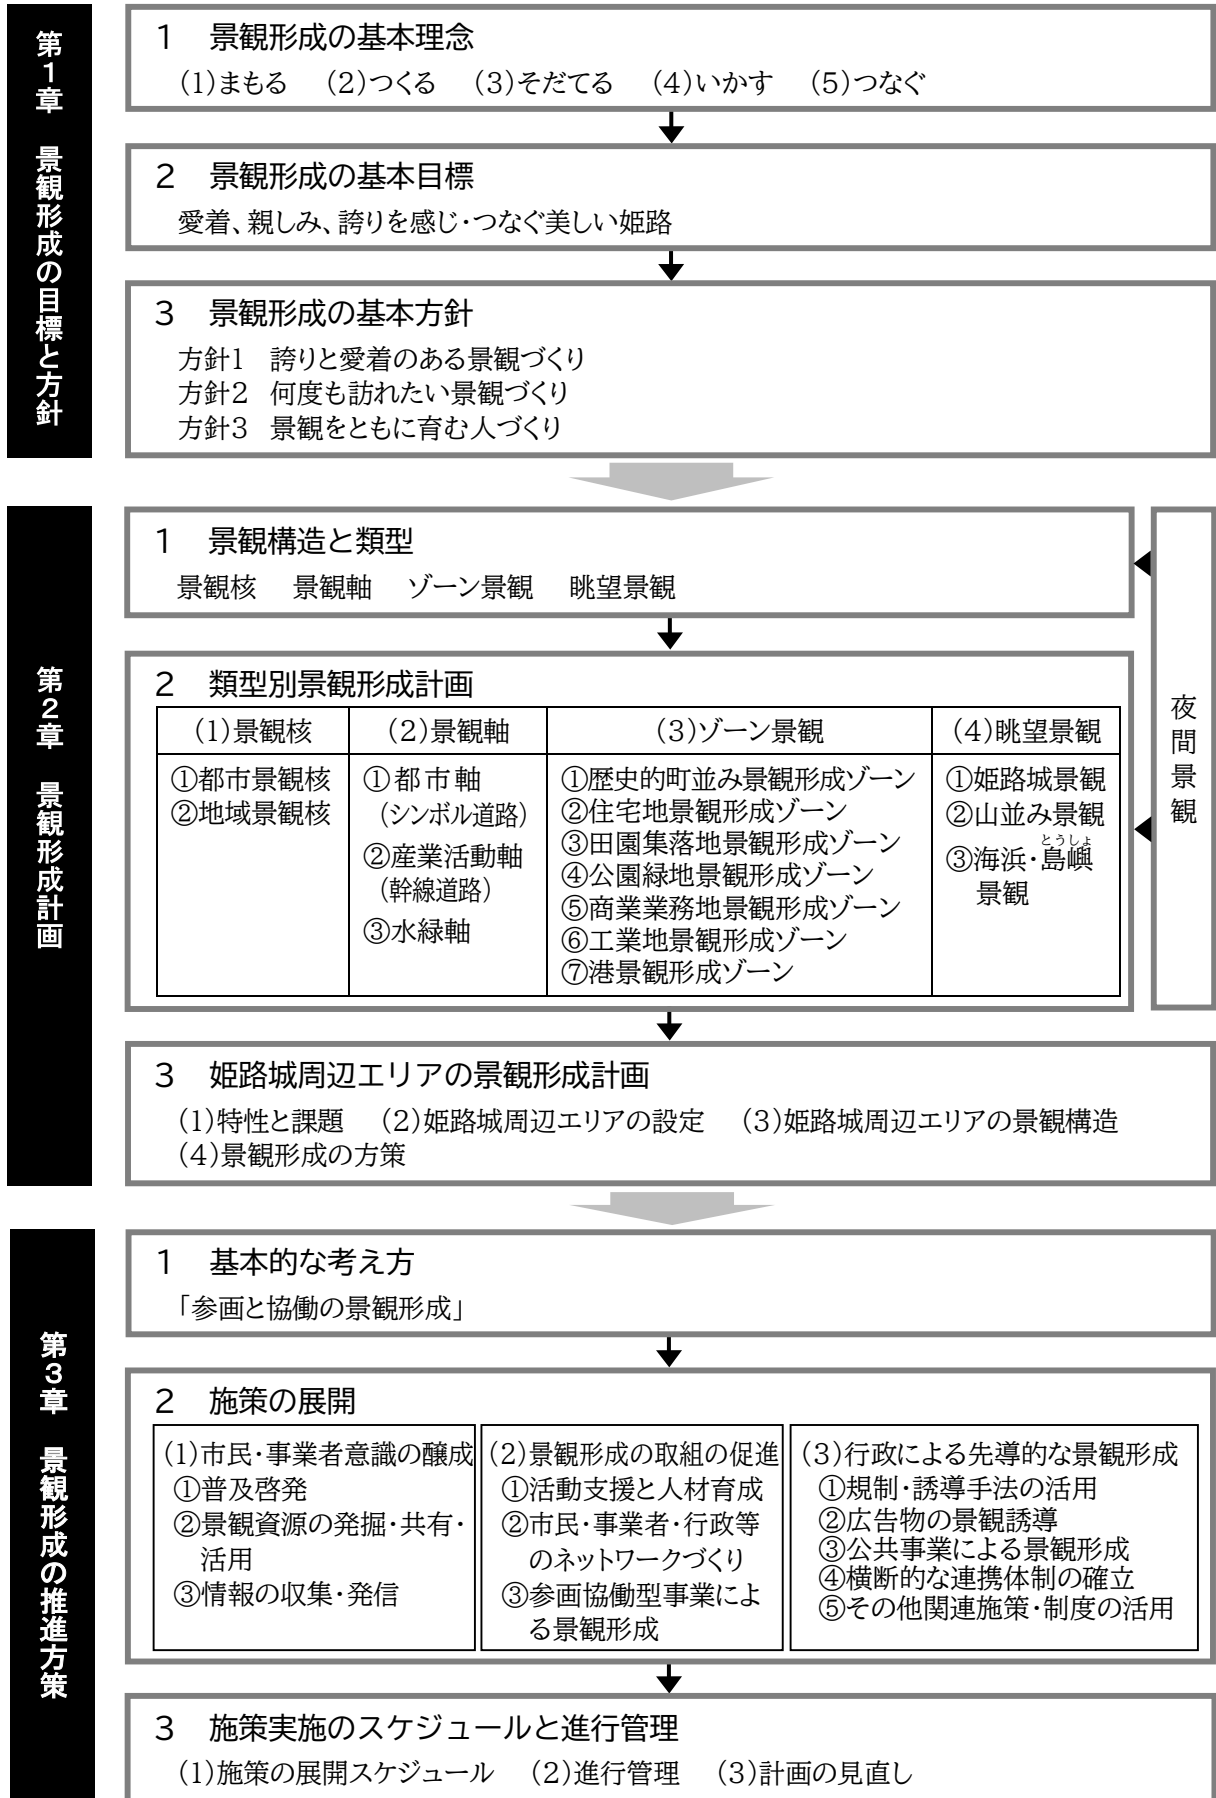 第1章　景観形成の目標と方針
1　景観形成の基本理念
(1)まもる　(2)つくる　(3)そだてる　(4)いかす　(5)つなぐ
2　景観形成の基本目標
愛着、親しみ、誇りを感じ・つなぐ美しい姫路
3　景観形成の基本方針
方針1　誇りと愛着のある景観づくり
方針2　何度も訪れたい景観づくり
方針3　景観をともに育む人づくり
第2章　景観形成計画
1　景観構造と類型
景観核　景観軸　ゾーン景観　眺望景観
2　類型別景観形成計画
(1)景観核
①都市景観核
②地域景観核
(2)景観軸
①都市軸
(シンボル道路)
②産業活動軸
(幹線道路)
③水緑軸
(3)ゾーン景観
①歴史的町並み景観形成ゾーン
②住宅地景観形成ゾーン
③田園集落地景観形成ゾーン
④公園緑地景観形成ゾーン
⑤商業業務地景観形成ゾーン
⑥工業地景観形成ゾーン
⑦港景観形成ゾーン
(4)眺望景観
①姫路城景観
②山並み景観
とうしょ
③海浜・島嶼
景観
夜間景観
3　姫路城周辺エリアの景観形成計画
(1)特性と課題　(2)姫路城周辺エリアの設定　(3)姫路城周辺エリアの景観構造
(4)景観形成の方策
第3章　景観形成の推進方策
1　基本的な考え方
「参画と協働の景観形成」
2　施策の展開
(1)市民・事業者意識の醸成
①普及啓発
②景観資源の発掘・共有・
活用
③情報の収集・発信
(2)景観形成の取組の促進
①活動支援と人材育成
②市民・事業者・行政等
のネットワークづくり
③参画協働型事業によ
る景観形成
(3)行政による先導的な景観形成
①規制・誘導手法の活用
②広告物の景観誘導
③公共事業による景観形成
④横断的な連携体制の確立
⑤その他関連施策・制度の活用
3　施策実施のスケジュールと進行管理
(1)施策の展開スケジュール　(2)進行管理　(3)計画の見直し